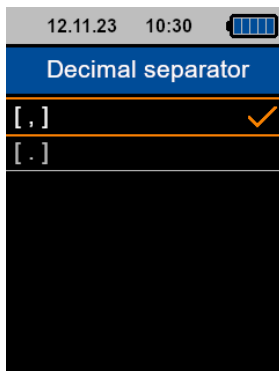 12.11.23 10:30
Decimal separator
[ , ]
[ . ]